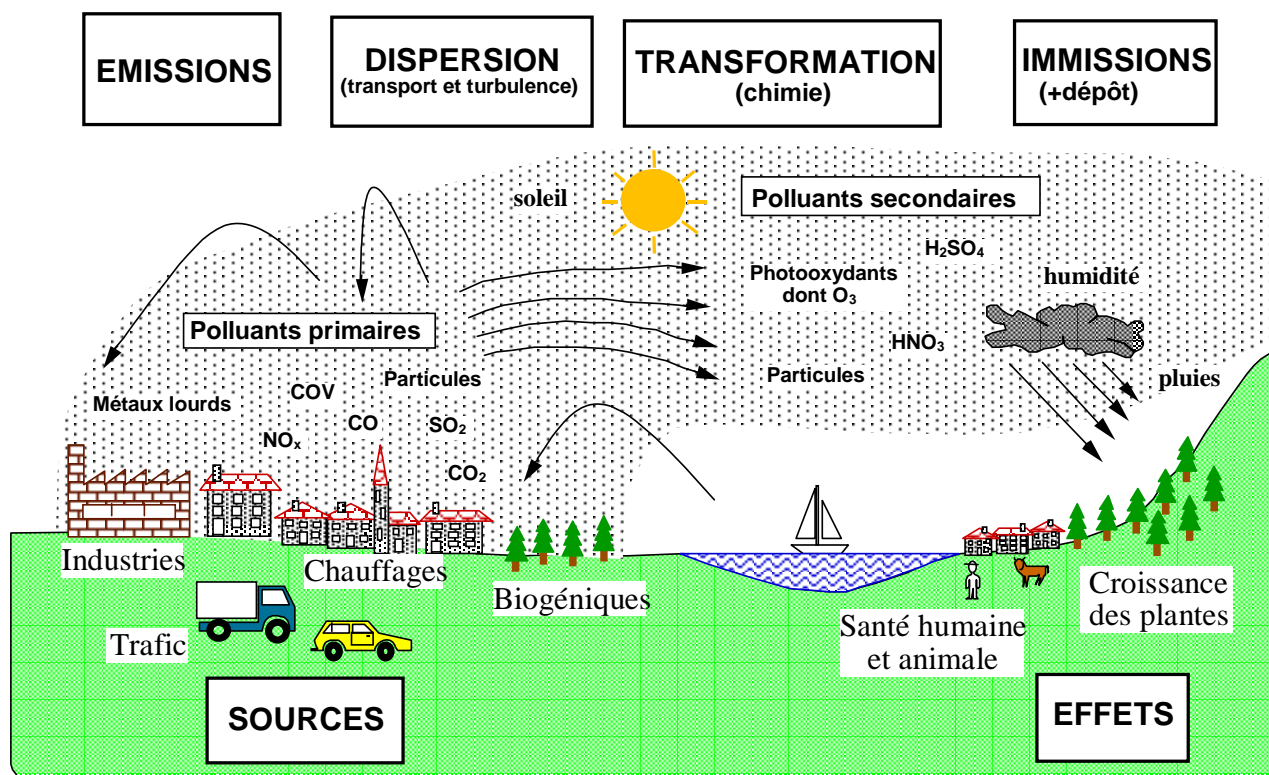 EMISSIONS
DISPERSION
(transport et turbulence)
TRANSFORMATION
(chimie)
IMMISSIONS
(+dépôt)
soleil
Polluants secondaires
H₂SO₄
Photooxydants
dont O₃
humidité
Polluants primaires
HNO₃
Particules
Particules
pluies
COV
Métaux lourds
CO
SO₂
NOₓ
CO₂
Industries
Chauffages
Biogéniques
Croissance
des plantes
Trafic
Santé humaine
et animale
SOURCES
EFFETS